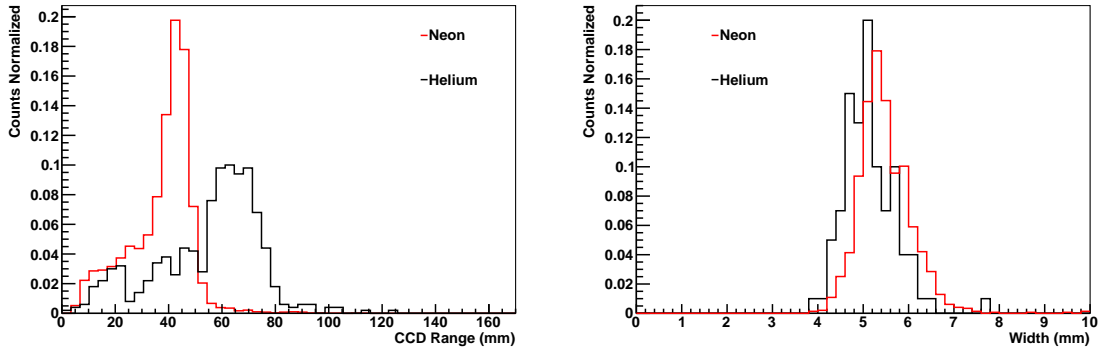 Counts Normalized
0.2
0.18
0.16
0.14
0.12
0.1
0.08
0.06
0.04
0.02
0
Neon
Helium
0 20 40 60 80 100 120 140 160
CCD Range (mm)
Counts Normalized
0.2
0.18
0.16
0.14
0.12
0.1
0.08
0.06
0.04
0.02
0
Neon
Helium
0 1 2 3 4 5 6 7 8 9 10
Width (mm)